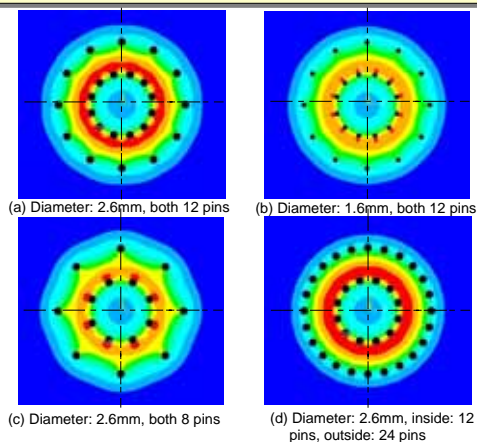 (a) Diameter: 2.6mm, both 12 pins
(b) Diameter: 1.6mm, both 12 pins
(c) Diameter: 2.6mm, both 8 pins
(d) Diameter: 2.6mm, inside: 12
pins, outside: 24 pins